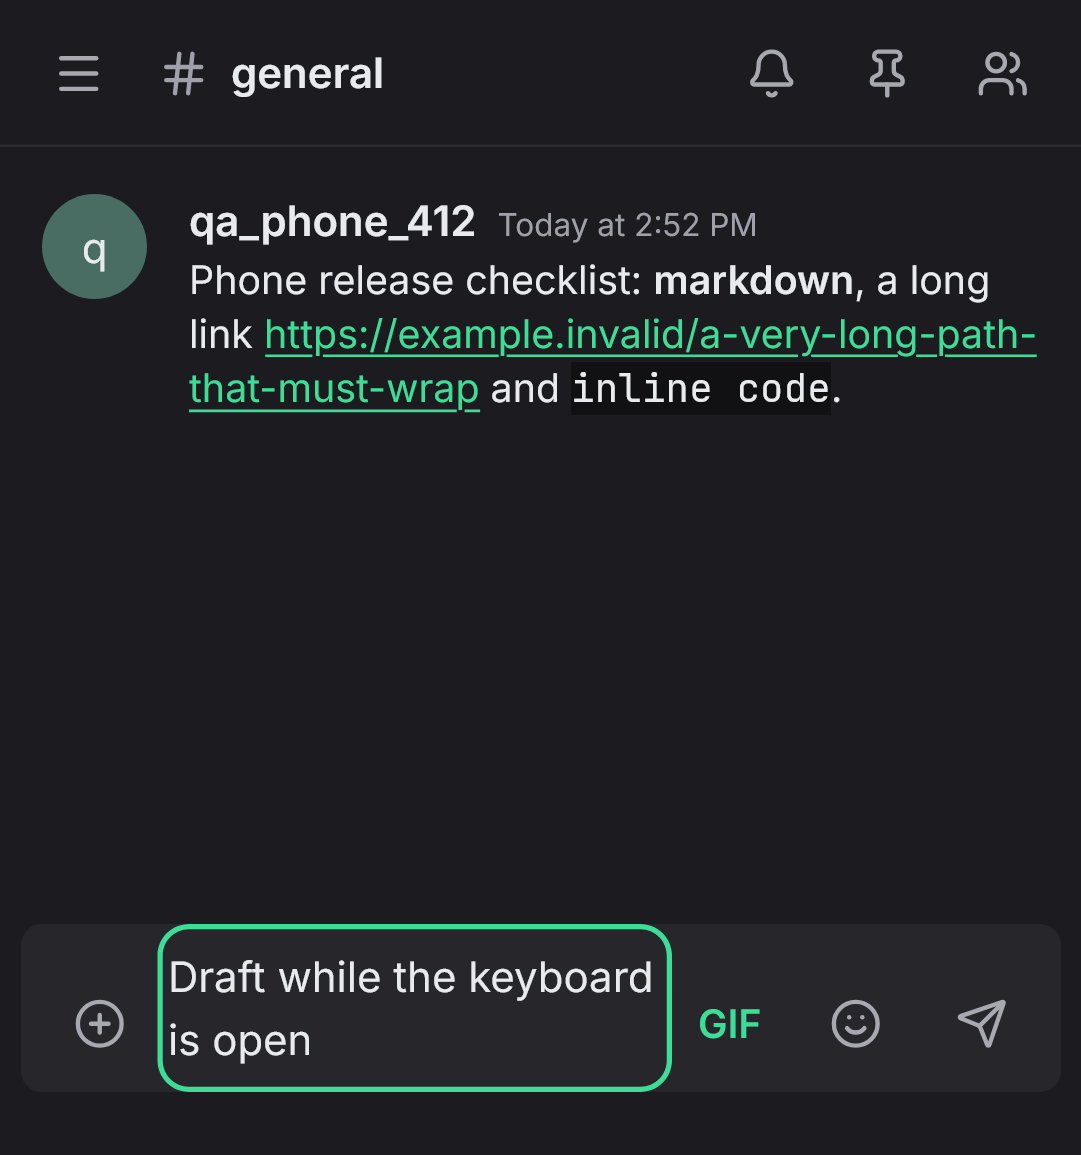 # general
q
qa_phone_412 Today at 2:52 PM
Phone release checklist: markdown, a long
link https://example.invalid/a-very-long-path-
that-must-wrap and inline code.
Draft while the keyboard
is open
GIF